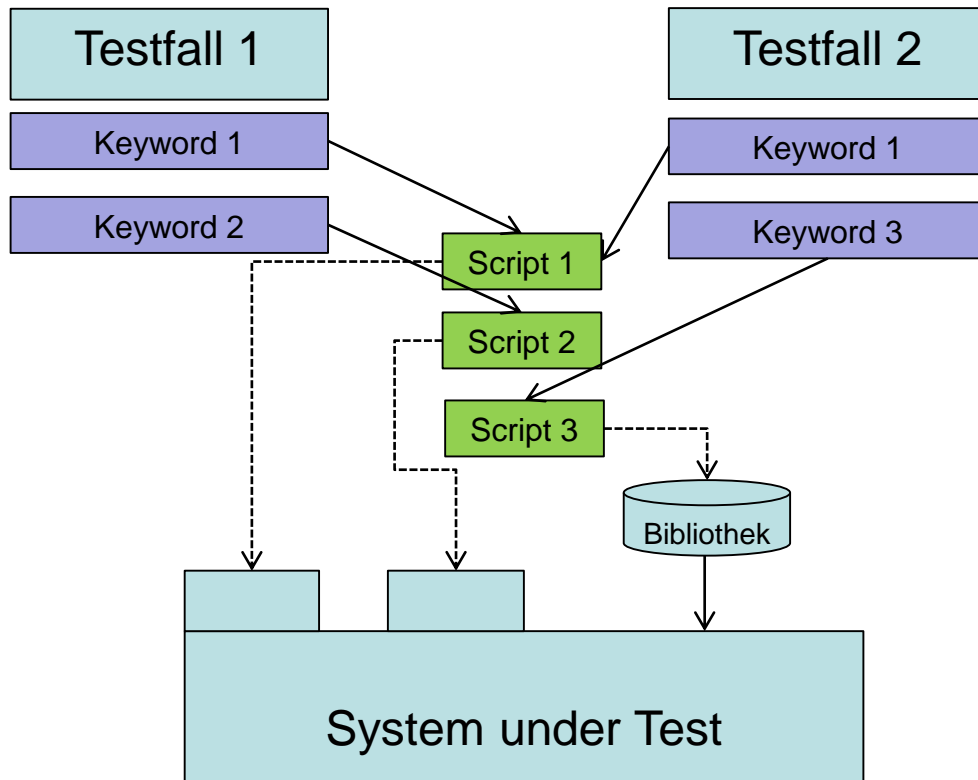 Testfall 1
Testfall 2
Keyword 1
Keyword 1
Keyword 2
Keyword 3
Script 1
Script 2
Script 3
Bibliothek
System under Test